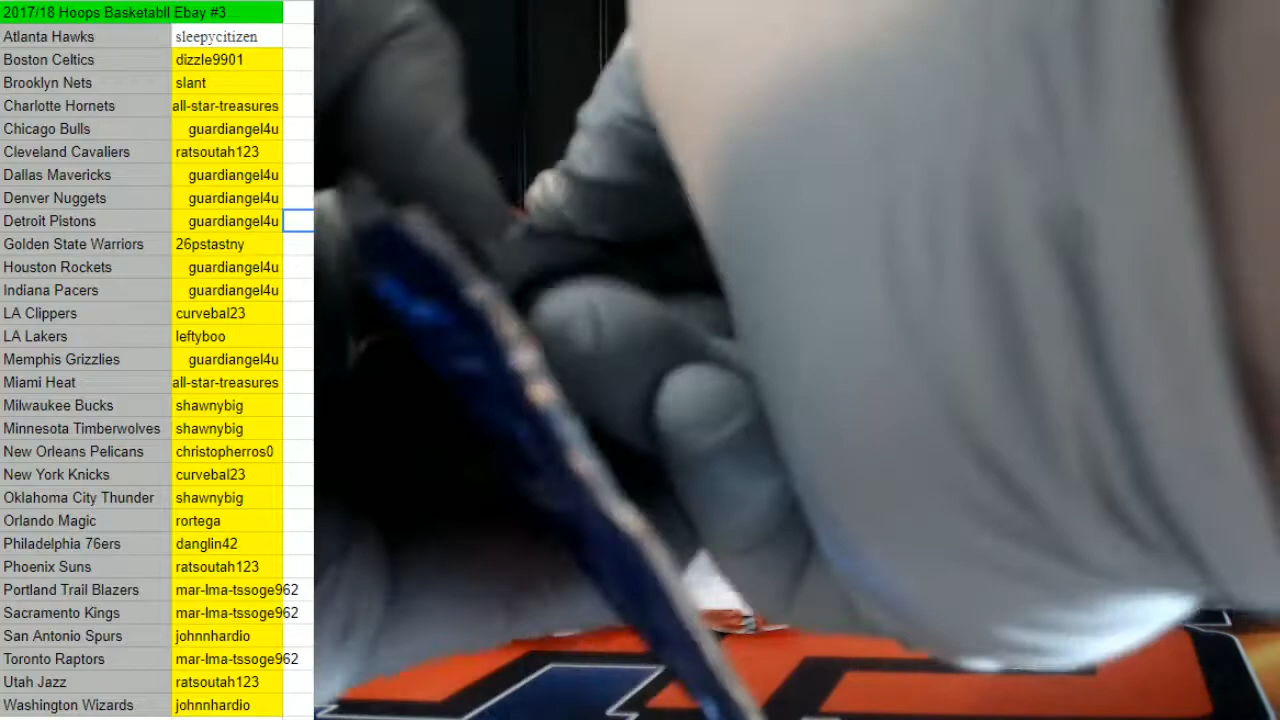 2017/18 Hoops Basketabll Ebay #3
Atlanta Hawks sleepycitizen
Boston Celtics dizzle9901
Brooklyn Nets slant
Charlotte Hornets all-star-treasures
Chicago Bulls guardiangel4u
Cleveland Cavaliers ratsoutah123
Dallas Mavericks guardiangel4u
Denver Nuggets guardiangel4u
Detroit Pistons guardiangel4u
Golden State Warriors 26pstastny
Houston Rockets guardiangel4u
Indiana Pacers guardiangel4u
LA Clippers curvebal23
LA Lakers leftyboo
Memphis Grizzlies guardiangel4u
Miami Heat all-star-treasures
Milwaukee Bucks shawnybig
Minnesota Timberwolves shawnybig
New Orleans Pelicans christopherros0
New York Knicks curvebal23
Oklahoma City Thunder shawnybig
Orlando Magic rortega
Philadelphia 76ers danglin42
Phoenix Suns ratsoutah123
Portland Trail Blazers mar-lma-tssoge962
Sacramento Kings mar-lma-tssoge962
San Antonio Spurs johnnhardio
Toronto Raptors mar-lma-tssoge962
Utah Jazz ratsoutah123
Washington Wizards johnnhardio